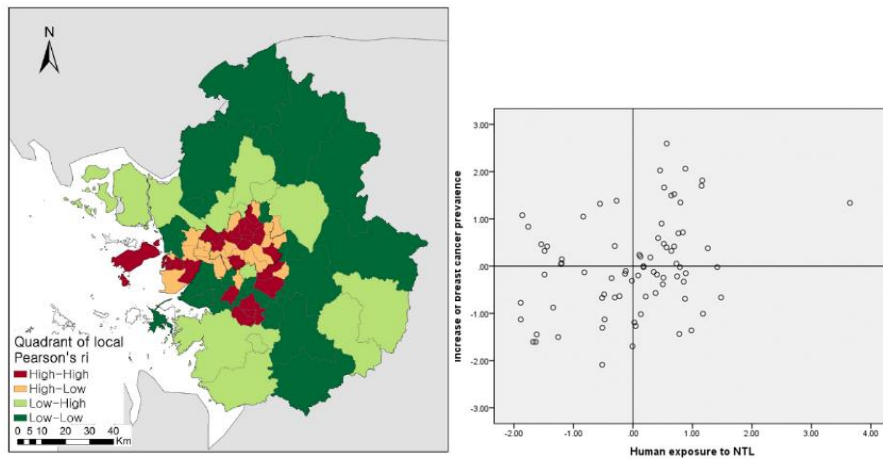 N
Quadrant of local
Pearson's ri
High-High
High-Low
Low-High
Low-Low
0 5 10 20 30 40
Km
Increase of breast cancer prevalence
3.00
2.00
1.00
.00
-1.00
-2.00
-3.00
-2.00 -1.00 .00 1.00 2.00 3.00 4.00
Human exposure to NTL